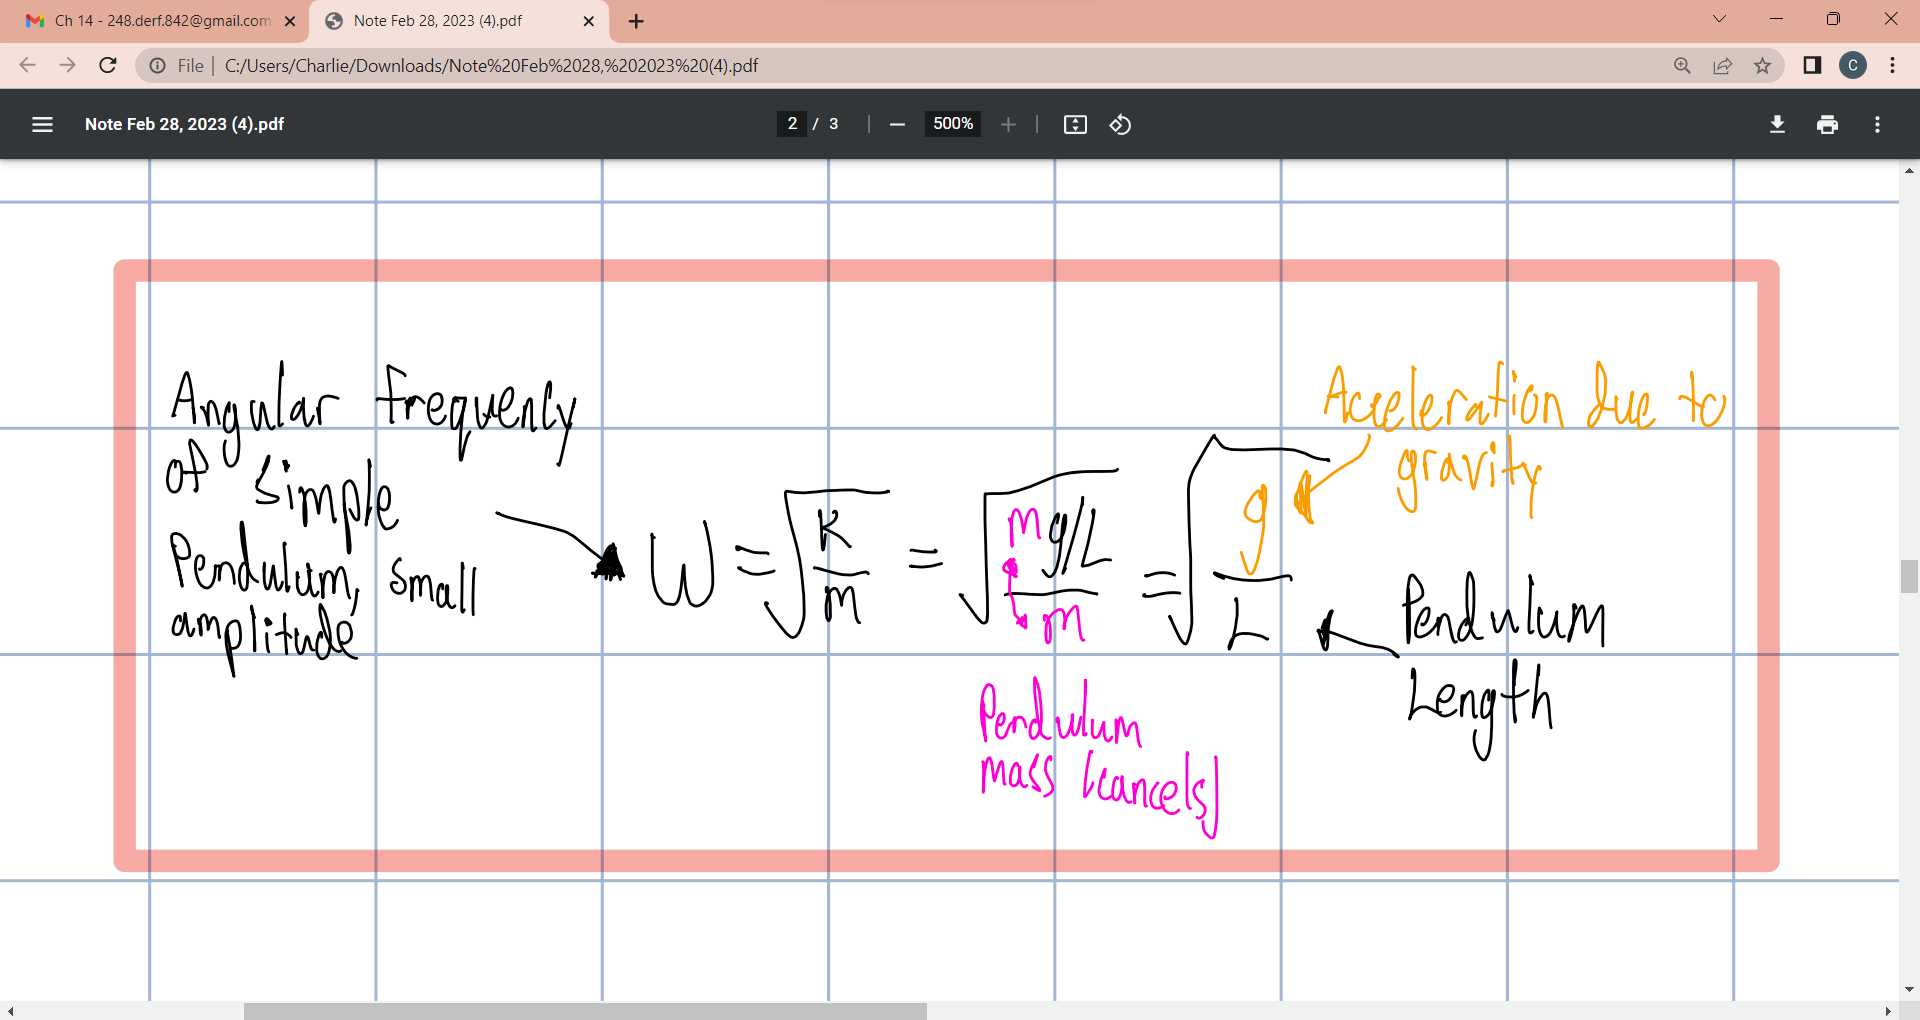 Ch 14 - 248.derf.842@gmail.com
Note Feb 28, 2023 (4).pdf
File | C:/Users/Charlie/Downloads/Note%20Feb%2028,%202023%20(4).pdf
C
Note Feb 28, 2023 (4).pdf
2 / 3
500%
Angular frequency
of simple
Pendulum, small
amplitude
W = √(K/m) = √((mg/L)/m) = √(g/L)
Acceleration due to
gravity
Pendulum
Length
Pendulum
mass (cancels)